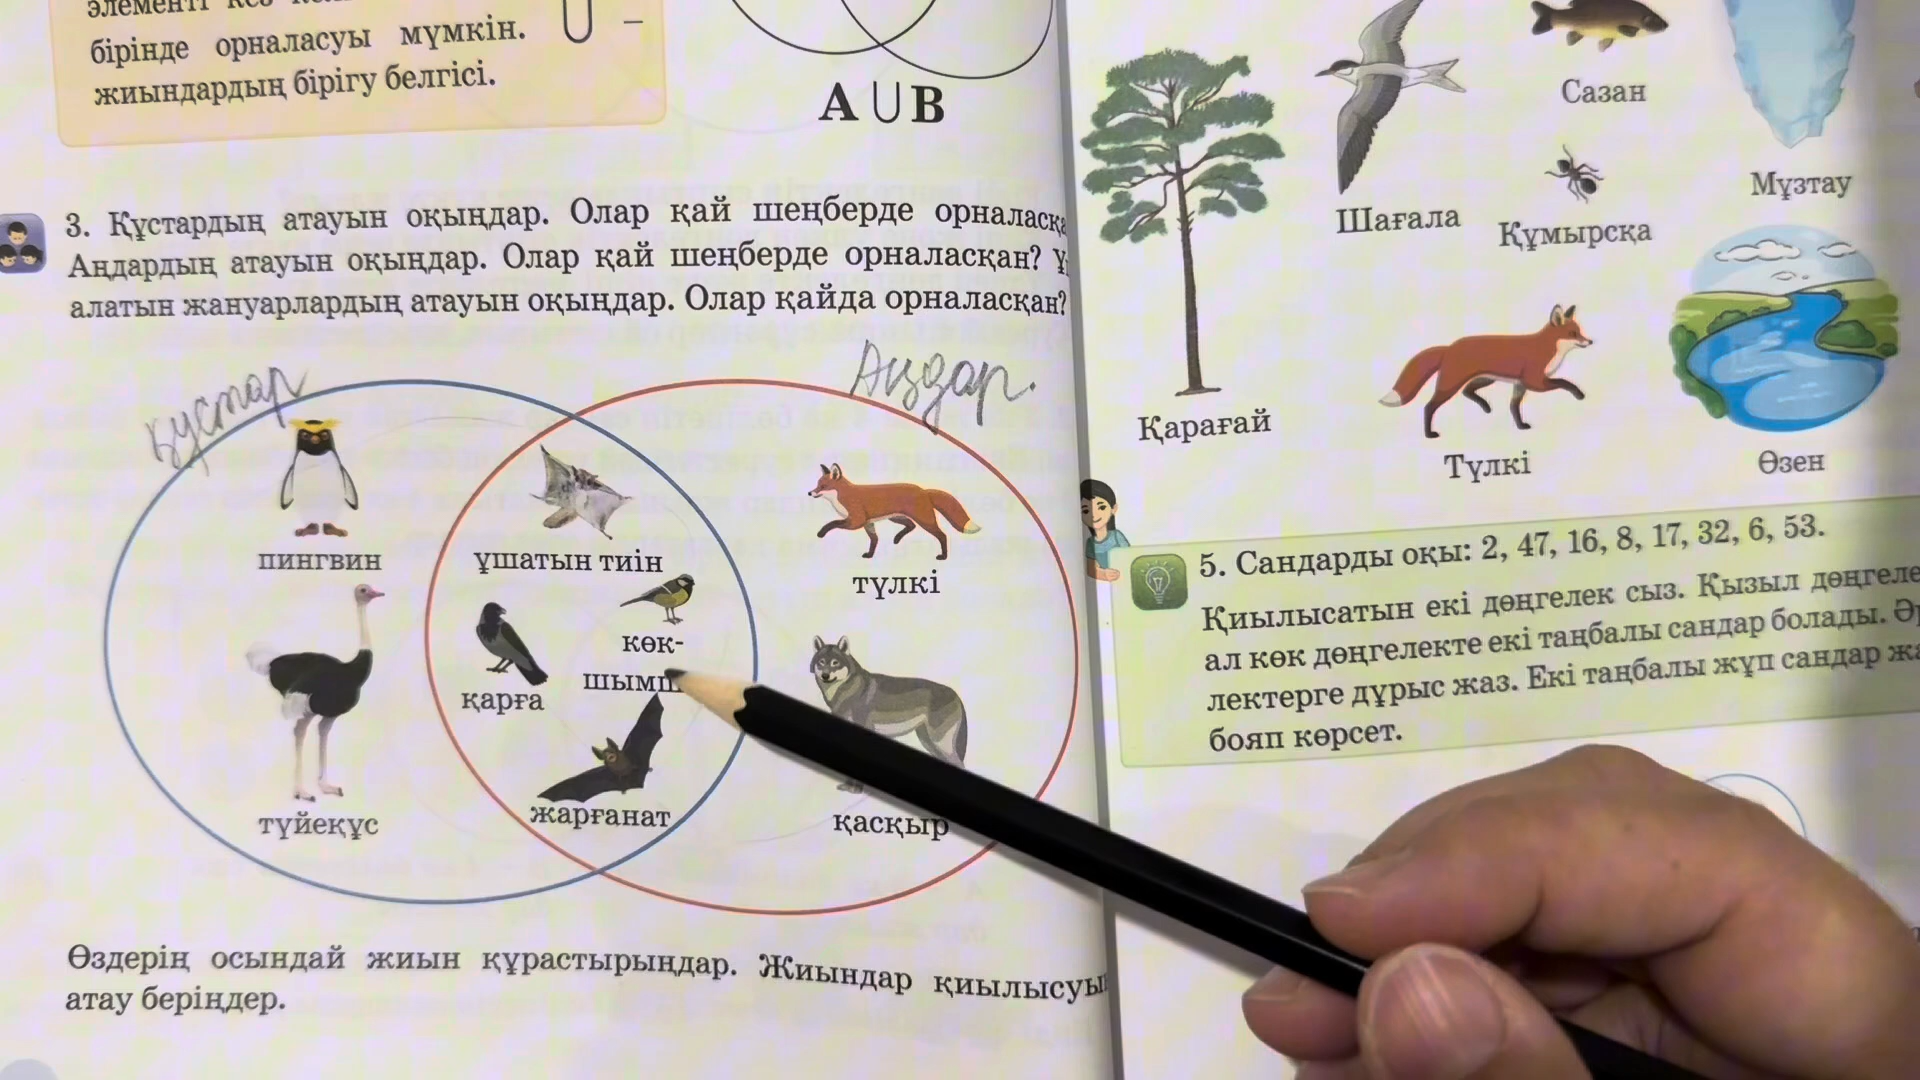 бірінде орналасуы мүмкін. ⋃ –
жиындардың бірігу белгісі.
A ⋃ B
3. Құстардың атауын оқыңдар. Олар қай шеңберде
Аңдардың атауын оқыңдар. Олар қай шеңберде орналасқан?
алатын жануарлардың атауын оқыңдар. Олар қайда орналасқан?
құстар
Аңдар.
пингвин
ұшатын тиін
түлкі
көк-
қарға
түйеқұс
жарғанат
қасқыр
Өздерің осындай жиын құрастырыңдар. Жиындар
атау беріңдер.
Сазан
Мұзтау
Шағала
Құмырсқа
Қарағай
Түлкі
Өзен
5. Сандарды оқы: 2, 47, 16, 8, 17, 32, 6, 53.
Қиылысатын екі дөңгелек сыз. Қызыл
ал көк дөңгелекте екі таңбалы сандар болады.
лектерге дұрыс жаз. Екі таңбалы жұп сандар
бояп көрсет.